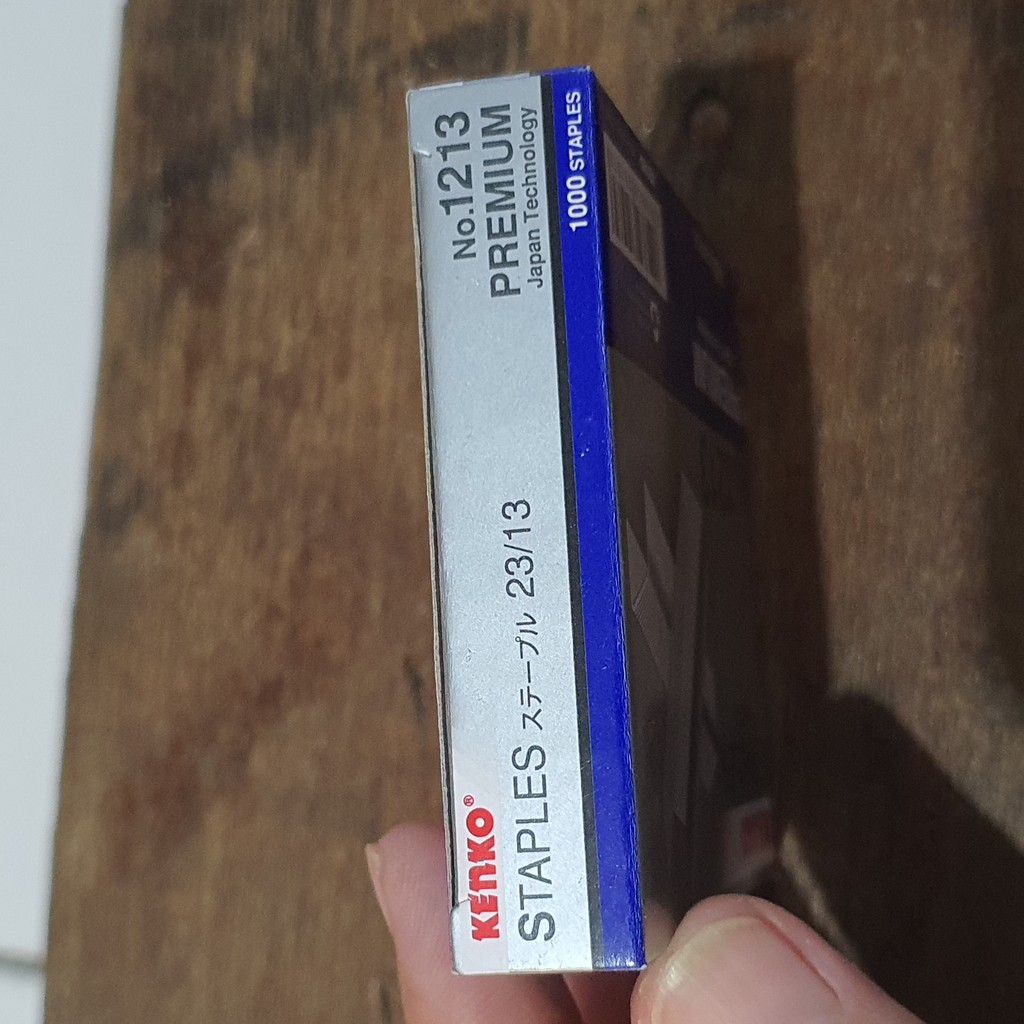 KENKO®
STAPLES ステープル 23/13
No.1213
PREMIUM
Japan Technology
1000 STAPLES